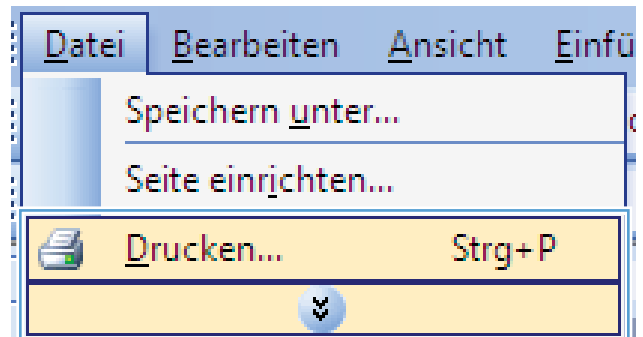 Datei Bearbeiten Ansicht Einfü
Speichern unter...
Seite einrichten...
Drucken... Strg+P